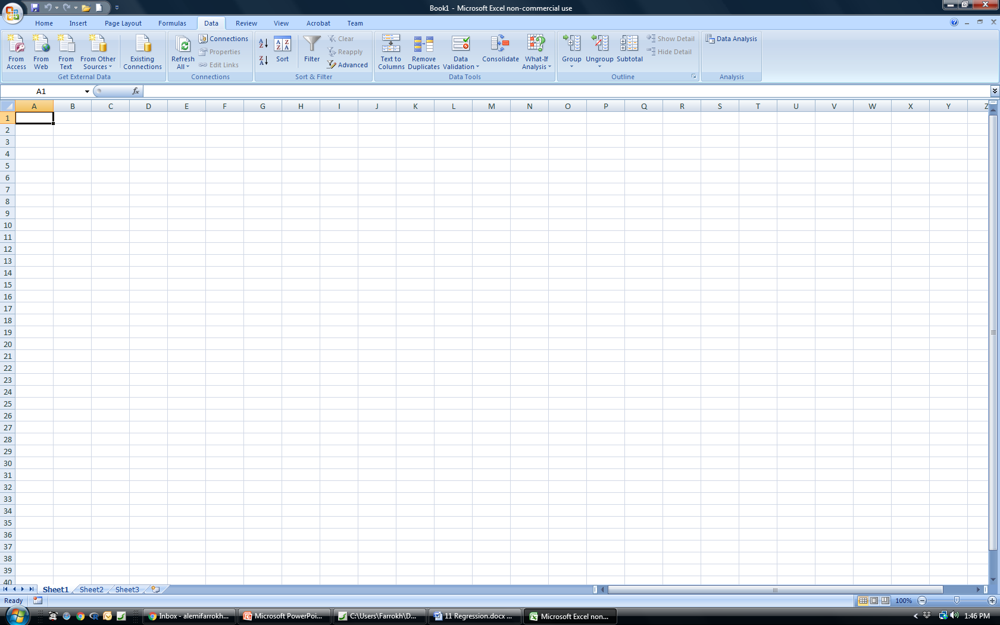 Book1 - Microsoft Excel non-commercial use
Home Insert Page Layout Formulas Data Review View Acrobat Team
From Access From Web From Text From Other Sources Existing Connections
Get External Data
Refresh All Connections Properties Edit Links
Connections
Sort Filter Clear Reapply Advanced
Sort & Filter
Text to Columns Remove Duplicates Data Validation Consolidate What-If Analysis
Data Tools
Group Ungroup Subtotal Show Detail Hide Detail
Outline
Data Analysis
Analysis
A1 fx
A B C D E F G H I J K L M N O P Q R S T U V W X Y Z
1
2
3
4
5
6
7
8
9
10
11
12
13
14
15
16
17
18
19
20
21
22
23
24
25
26
27
28
29
30
31
32
33
34
35
36
37
38
39
40
Sheet1 Sheet2 Sheet3
Ready 100%
Inbox - alemifarrokh... Microsoft PowerPoi... C:\Users\Farrokh\D... 11 Regression.docx ... Microsoft Excel non... 1:46 PM